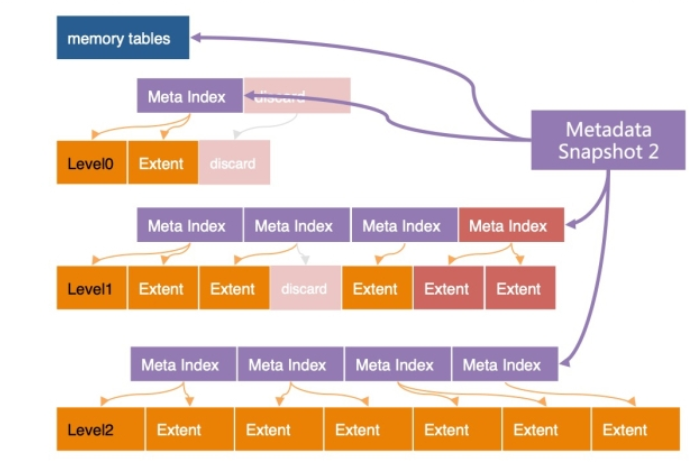 memory tables
Meta Index discard
Level0 Extent discard
Metadata
Snapshot 2
Meta Index Meta Index Meta Index Meta Index
Level1 Extent Extent discard Extent Extent Extent
Meta Index Meta Index Meta Index Meta Index
Level2 Extent Extent Extent Extent Extent Extent